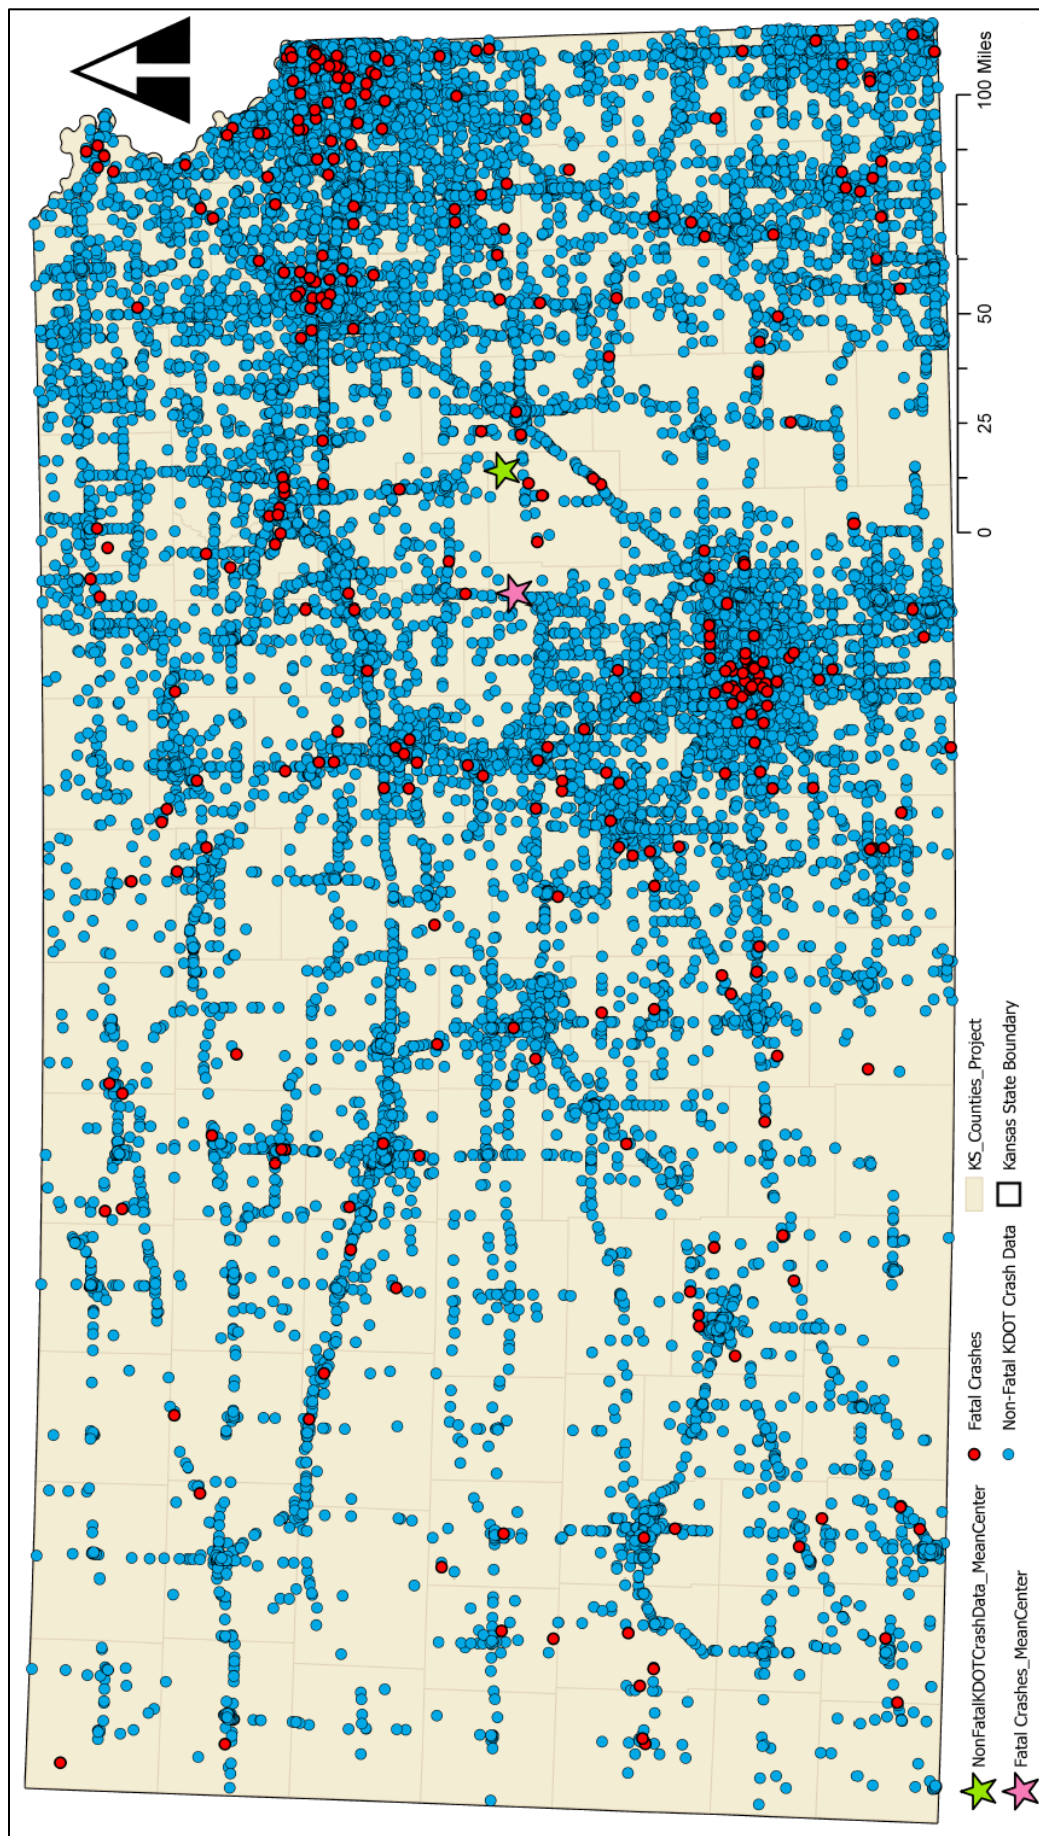 NonFatalKDOTCrashData_MeanCenter
Fatal Crashes_MeanCenter
Fatal Crashes
Non-Fatal KDOT Crash Data
KS_Counties_Project
Kansas State Boundary
0 25 50 100 Miles